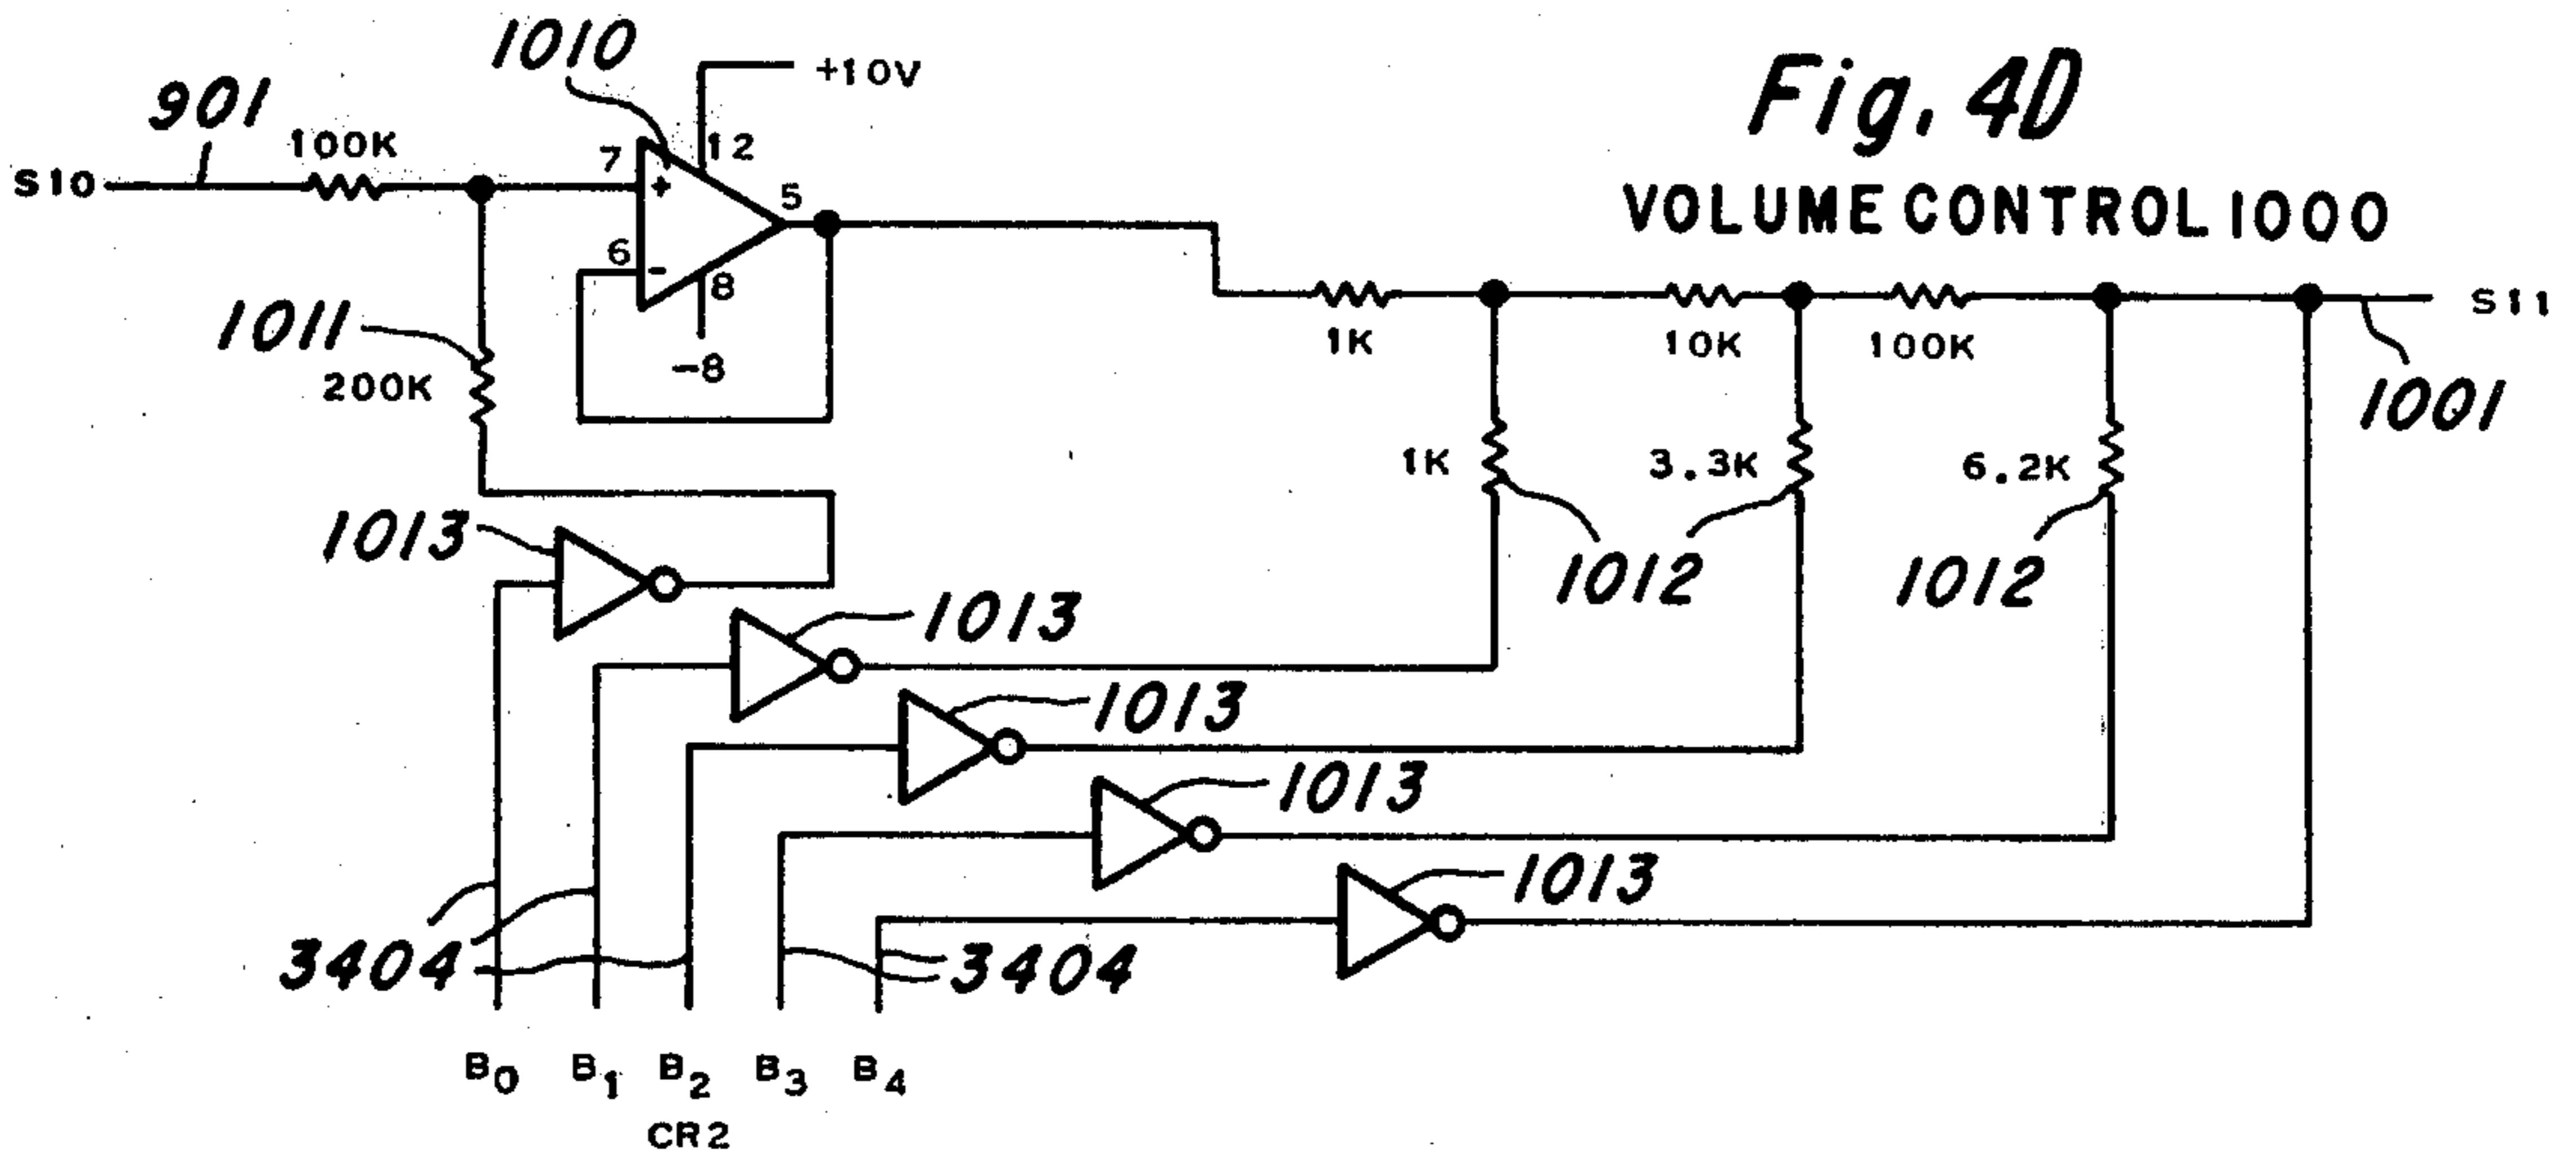 1010
+10V
Fig. 4D
901
100K
7
12
S10
+
5
VOLUME CONTROL 1000
6
-
8
S11
1011
200K
-8
1K
10K
100K
1001
1K
3.3K
6.2K
1013
1012
1012
1013
1013
1013
1013
3404
3404
B0 B1 B2 B3 B4
CR2